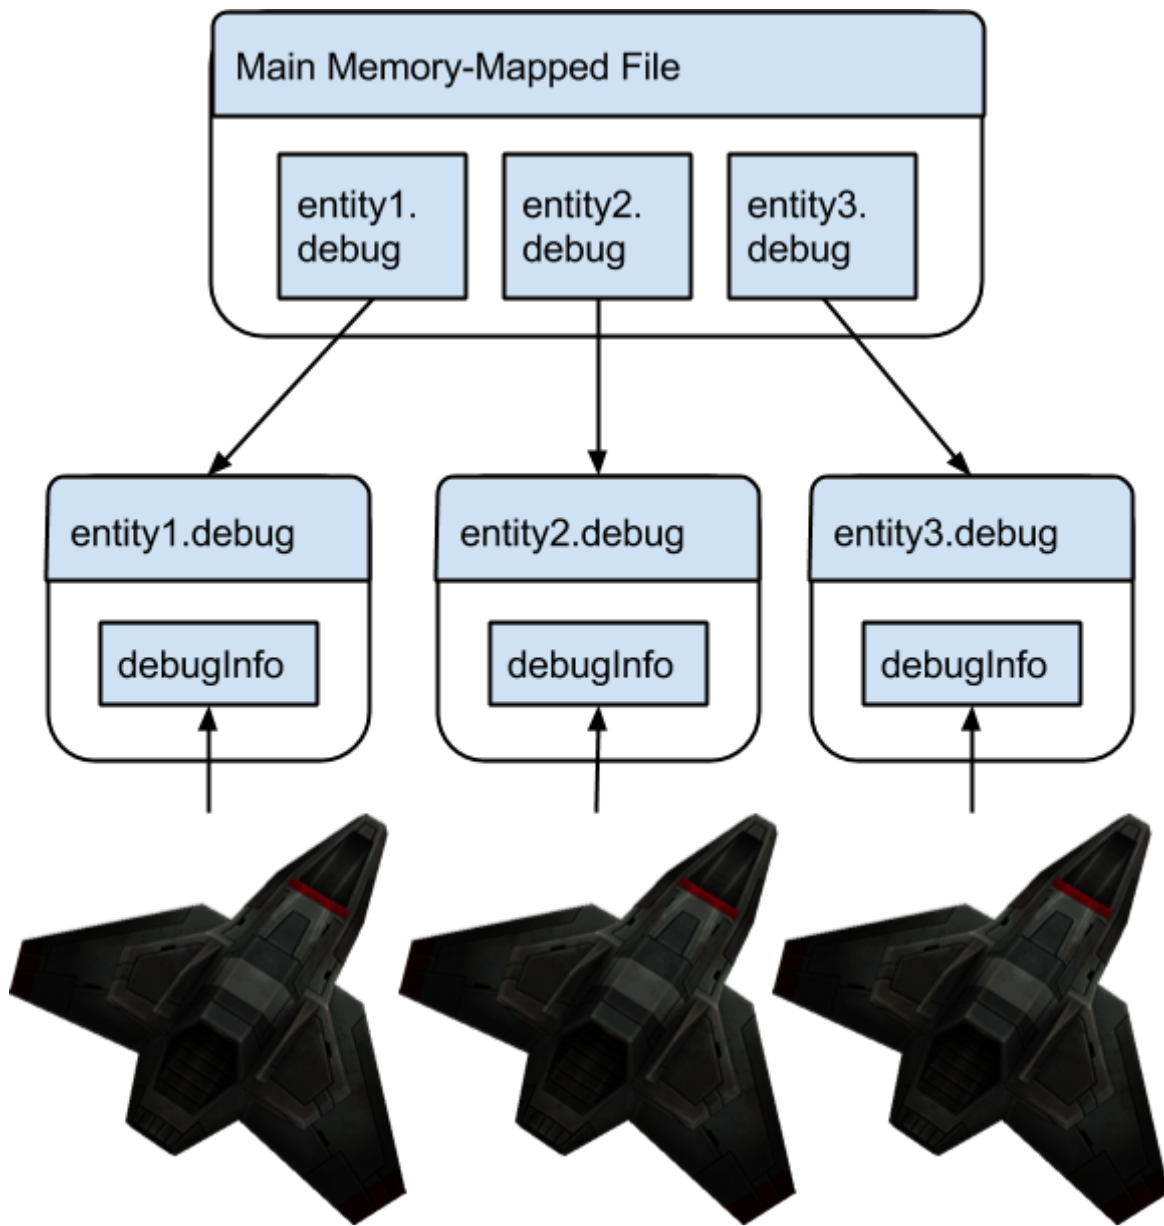 Main Memory-Mapped File
entity1.
debug
entity2.
debug
entity3.
debug
entity1.debug
entity2.debug
entity3.debug
debugInfo
debugInfo
debugInfo